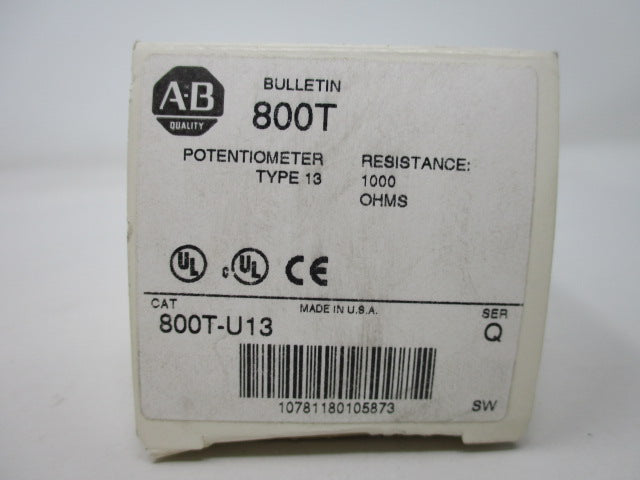 A-B
QUALITY
BULLETIN
800T
POTENTIOMETER
TYPE 13
RESISTANCE:
1000
OHMS
UL
c UL CE
CAT
MADE IN U.S.A.
SER
800T-U13
Q
10781180105873
SW